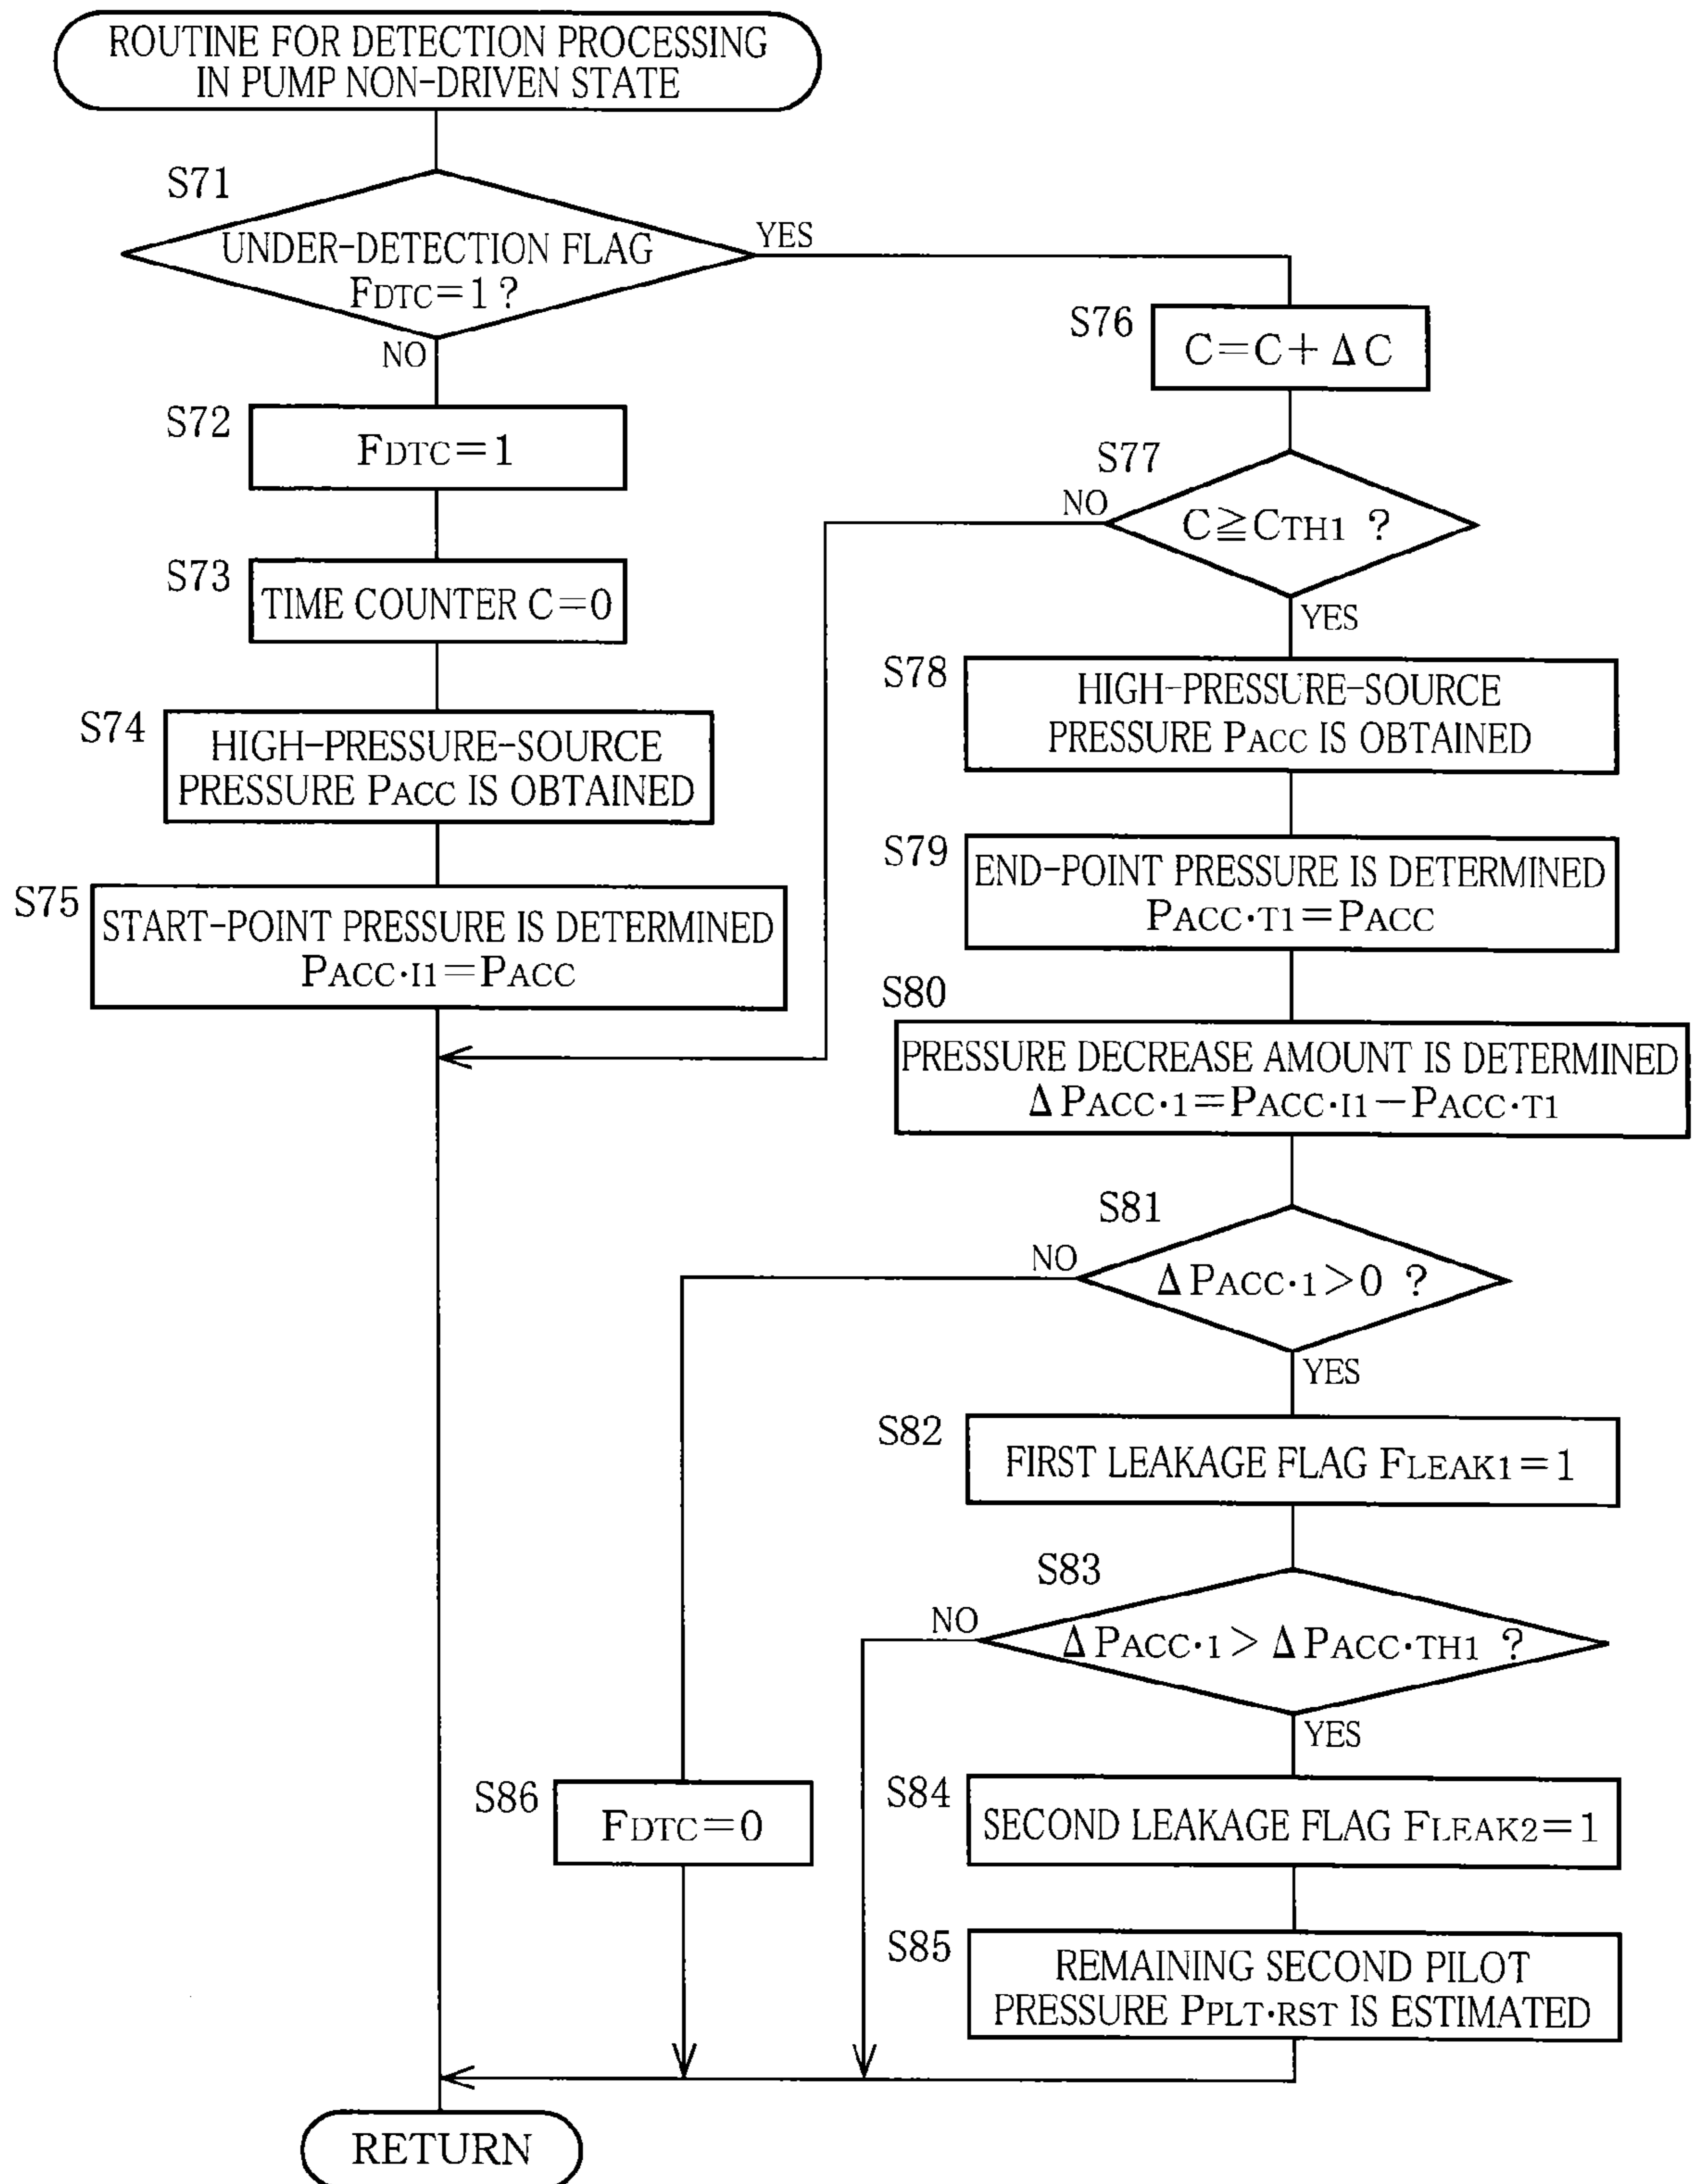 ROUTINE FOR DETECTION PROCESSING
IN PUMP NON-DRIVEN STATE
S71
UNDER-DETECTION FLAG
FDTC=1?
YES
NO
S72
FDTC=1
S73
TIME COUNTER C=0
S74
HIGH-PRESSURE-SOURCE
PRESSURE PACC IS OBTAINED
S75
START-POINT PRESSURE IS DETERMINED
PACC·I1=PACC
S76
C=C+ΔC
S77
NO
C≧CTH1 ?
YES
S78
HIGH-PRESSURE-SOURCE
PRESSURE PACC IS OBTAINED
S79
END-POINT PRESSURE IS DETERMINED
PACC·T1=PACC
S80
PRESSURE DECREASE AMOUNT IS DETERMINED
ΔPACC·1=PACC·I1−PACC·T1
S81
NO
ΔPACC·1>0 ?
YES
S82
FIRST LEAKAGE FLAG FLEAK1=1
S83
NO
ΔPACC·1>ΔPACC·TH1 ?
YES
S84
SECOND LEAKAGE FLAG FLEAK2=1
S85
REMAINING SECOND PILOT
PRESSURE PPLT·RST IS ESTIMATED
S86
FDTC=0
RETURN